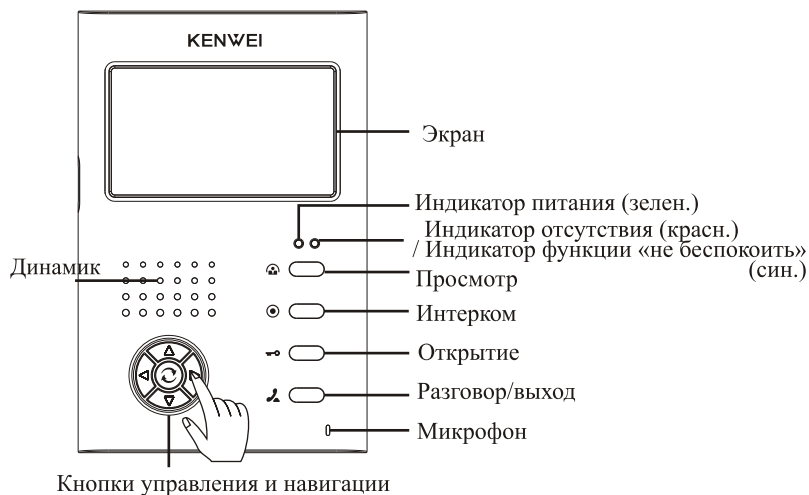 KENWEI
Экран
Индикатор питания (зелен.)
Индикатор отсутствия (красн.)
/ Индикатор функции «не беспокоить»
(син.)
Динамик
Просмотр
Интерком
Открытие
Разговор/выход
Микрофон
Кнопки управления и навигации